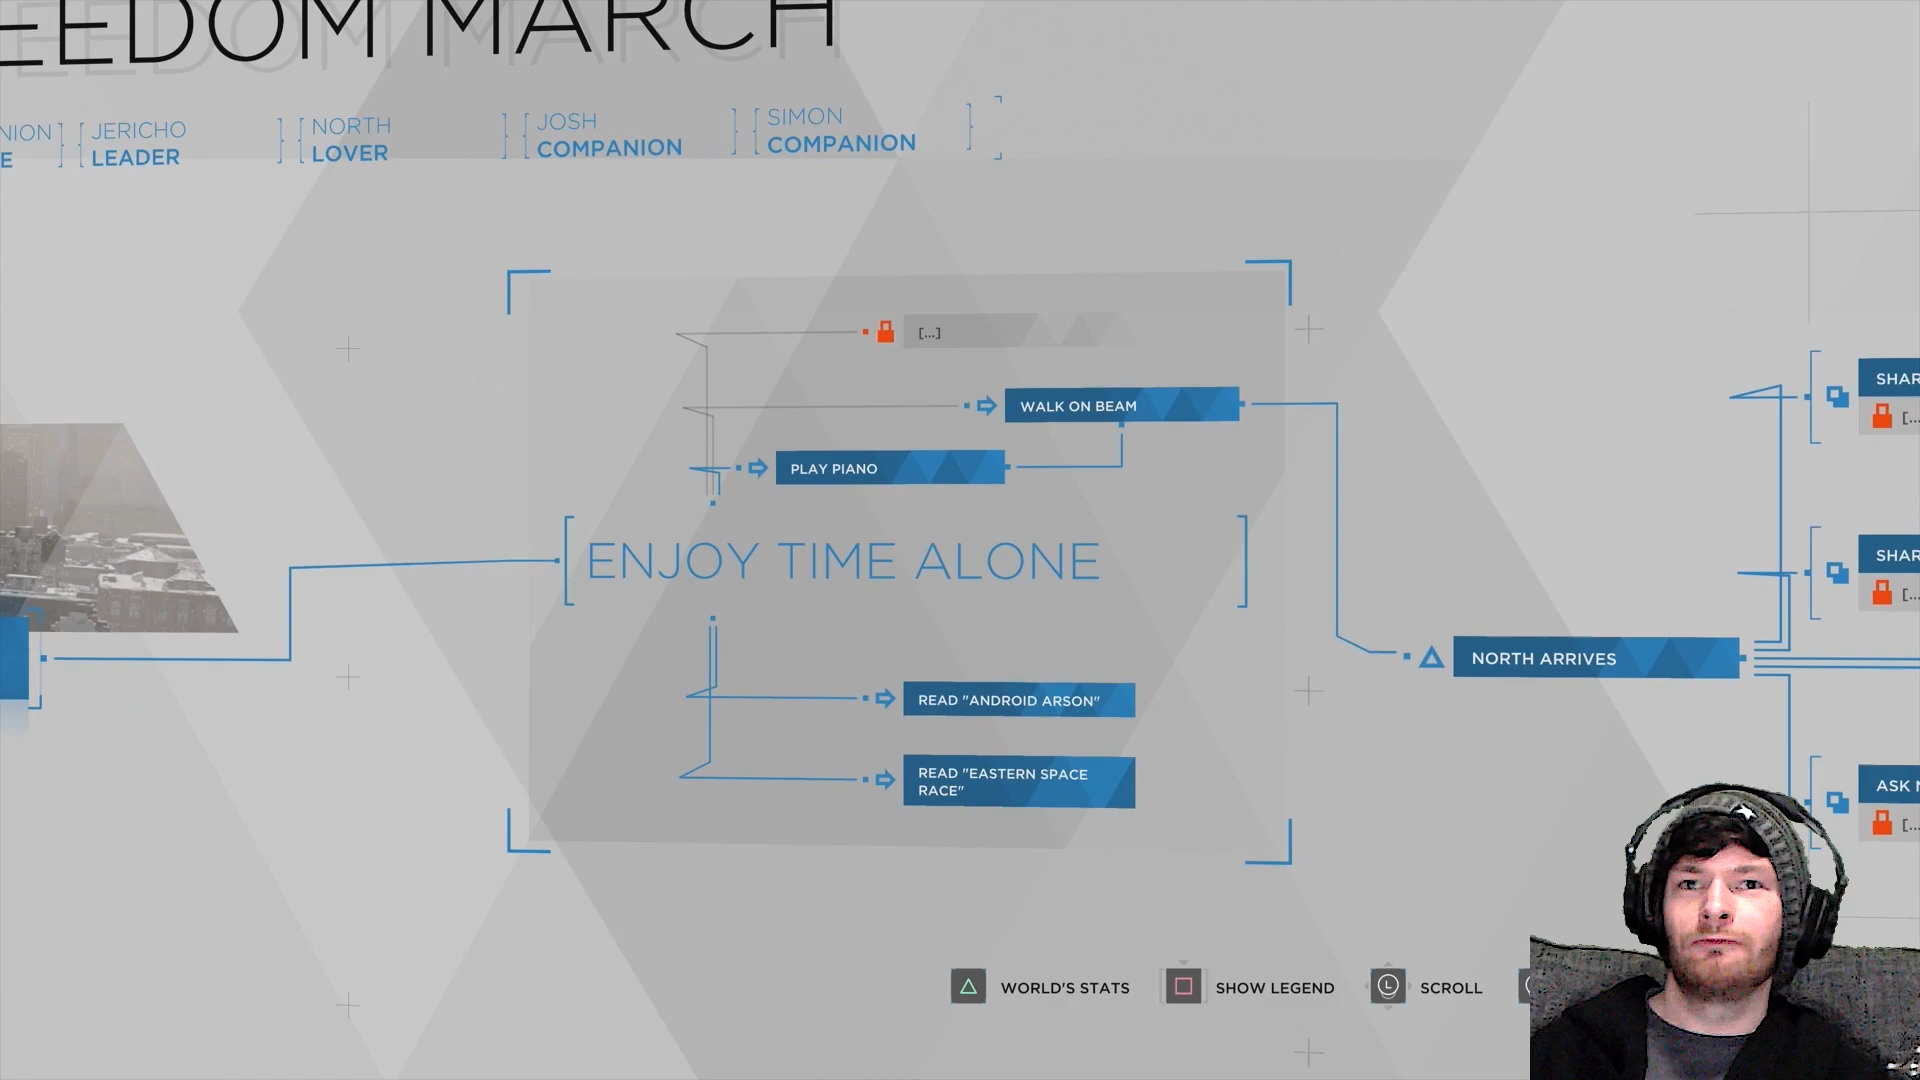 EEDOM MARCH
NION
E
JERICHO
LEADER
NORTH
LOVER
JOSH
COMPANION
SIMON
COMPANION
[...]
WALK ON BEAM
PLAY PIANO
ENJOY TIME ALONE
READ "ANDROID ARSON"
READ "EASTERN SPACE
RACE"
NORTH ARRIVES
SHAR
[...
SHAR
[...
ASK
[...
WORLD'S STATS
SHOW LEGEND
L SCROLL